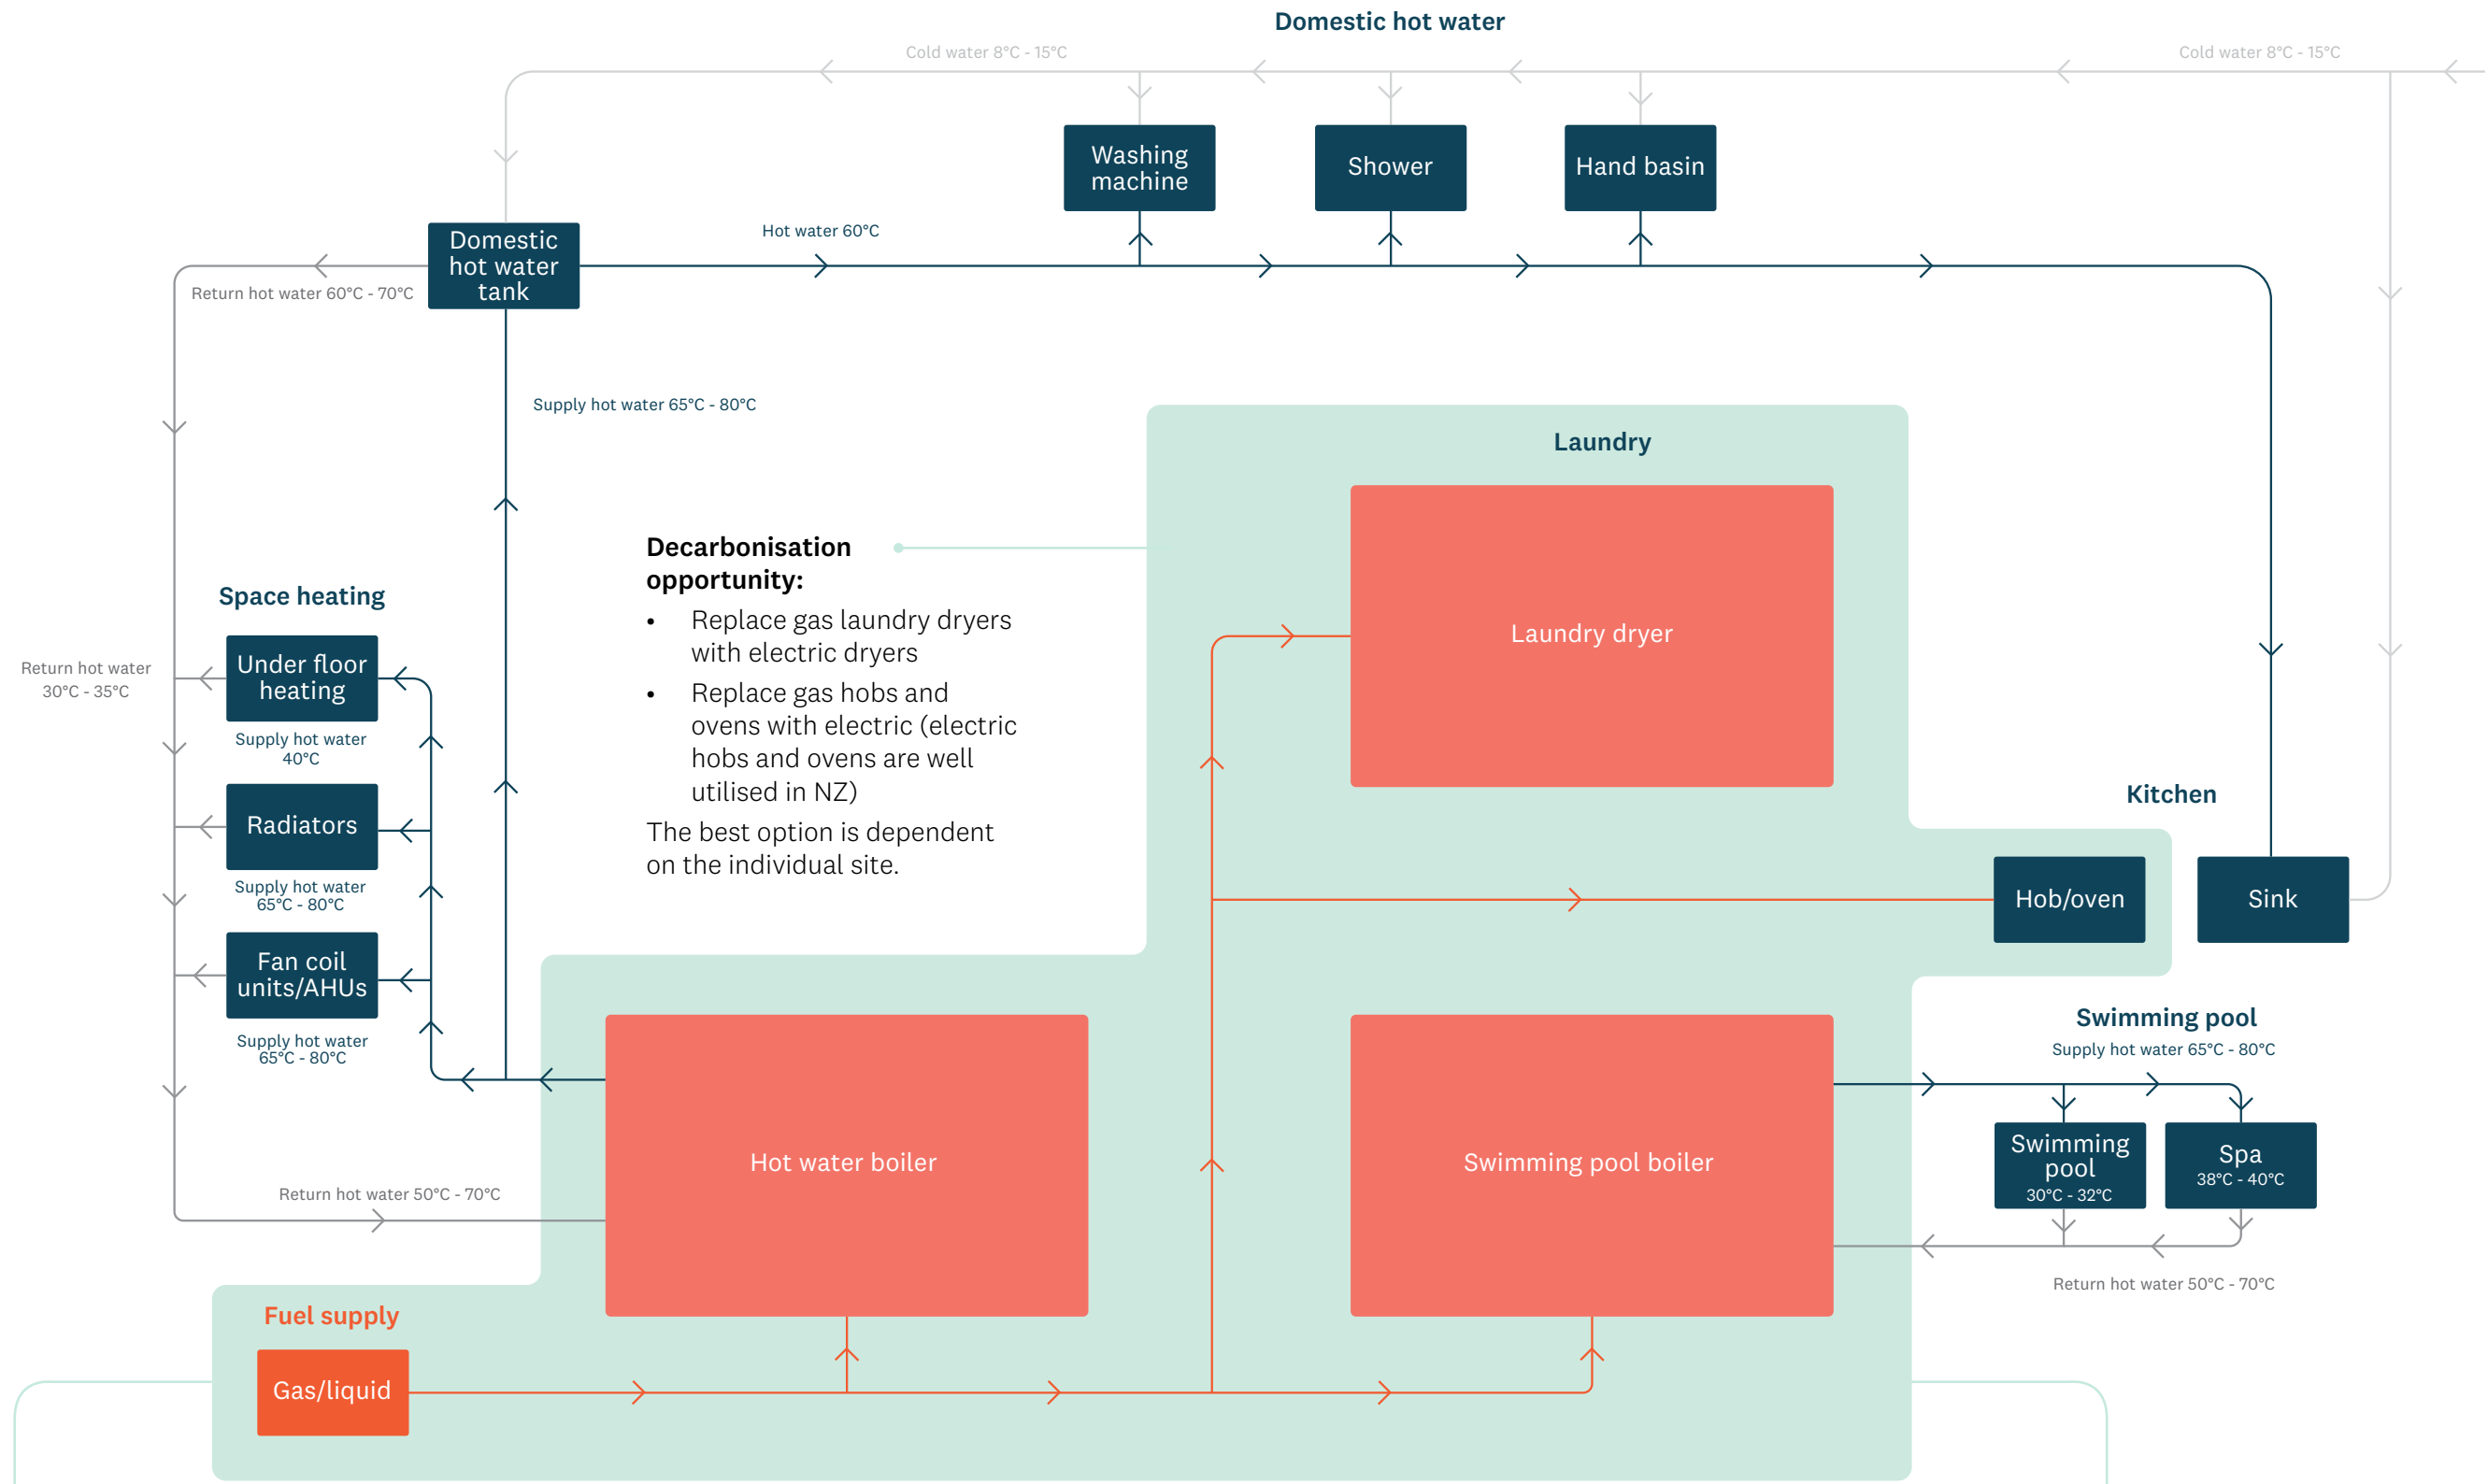 Domestic hot water
Cold water 8°C - 15°C
Cold water 8°C - 15°C
Washing
machine
Shower
Hand basin
Domestic
hot water
tank
Hot water 60°C
Return hot water 60°C - 70°C
Supply hot water 65°C - 80°C
Laundry
Laundry dryer
Decarbonisation
opportunity:
• Replace gas laundry dryers
with electric dryers
• Replace gas hobs and
ovens with electric (electric
hobs and ovens are well
utilised in NZ)
The best option is dependent
on the individual site.
Space heating
Return hot water
30°C - 35°C
Under floor
heating
Supply hot water
40°C
Radiators
Supply hot water
65°C - 80°C
Fan coil
units/AHUs
Supply hot water
65°C - 80°C
Kitchen
Hob/oven
Sink
Hot water boiler
Swimming pool boiler
Swimming pool
Supply hot water 65°C - 80°C
Swimming
pool
30°C - 32°C
Spa
38°C - 40°C
Return hot water 50°C - 70°C
Return hot water 50°C - 70°C
Fuel supply
Gas/liquid